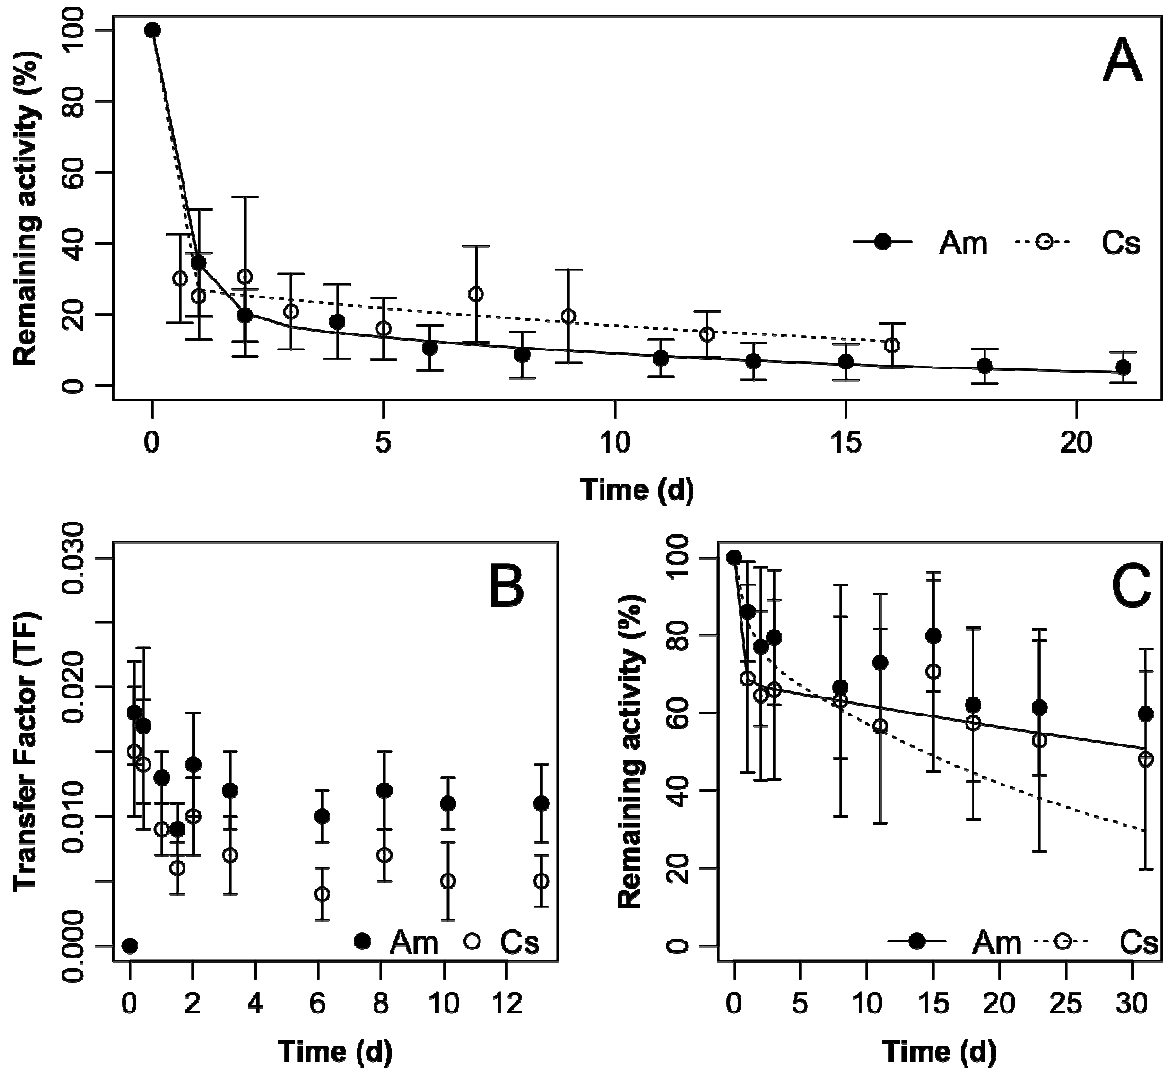 A
Remaining activity (%)
100
80
60
40
20
0
Am Cs
0 5 10 15 20
Time (d)
B
Transfer Factor (TF)
0.030
0.020
0.010
0.000
Am Cs
0 2 4 6 8 10 12
Time (d)
C
Remaining activity (%)
100
80
60
40
20
0
Am Cs
0 5 10 15 20 25 30
Time (d)